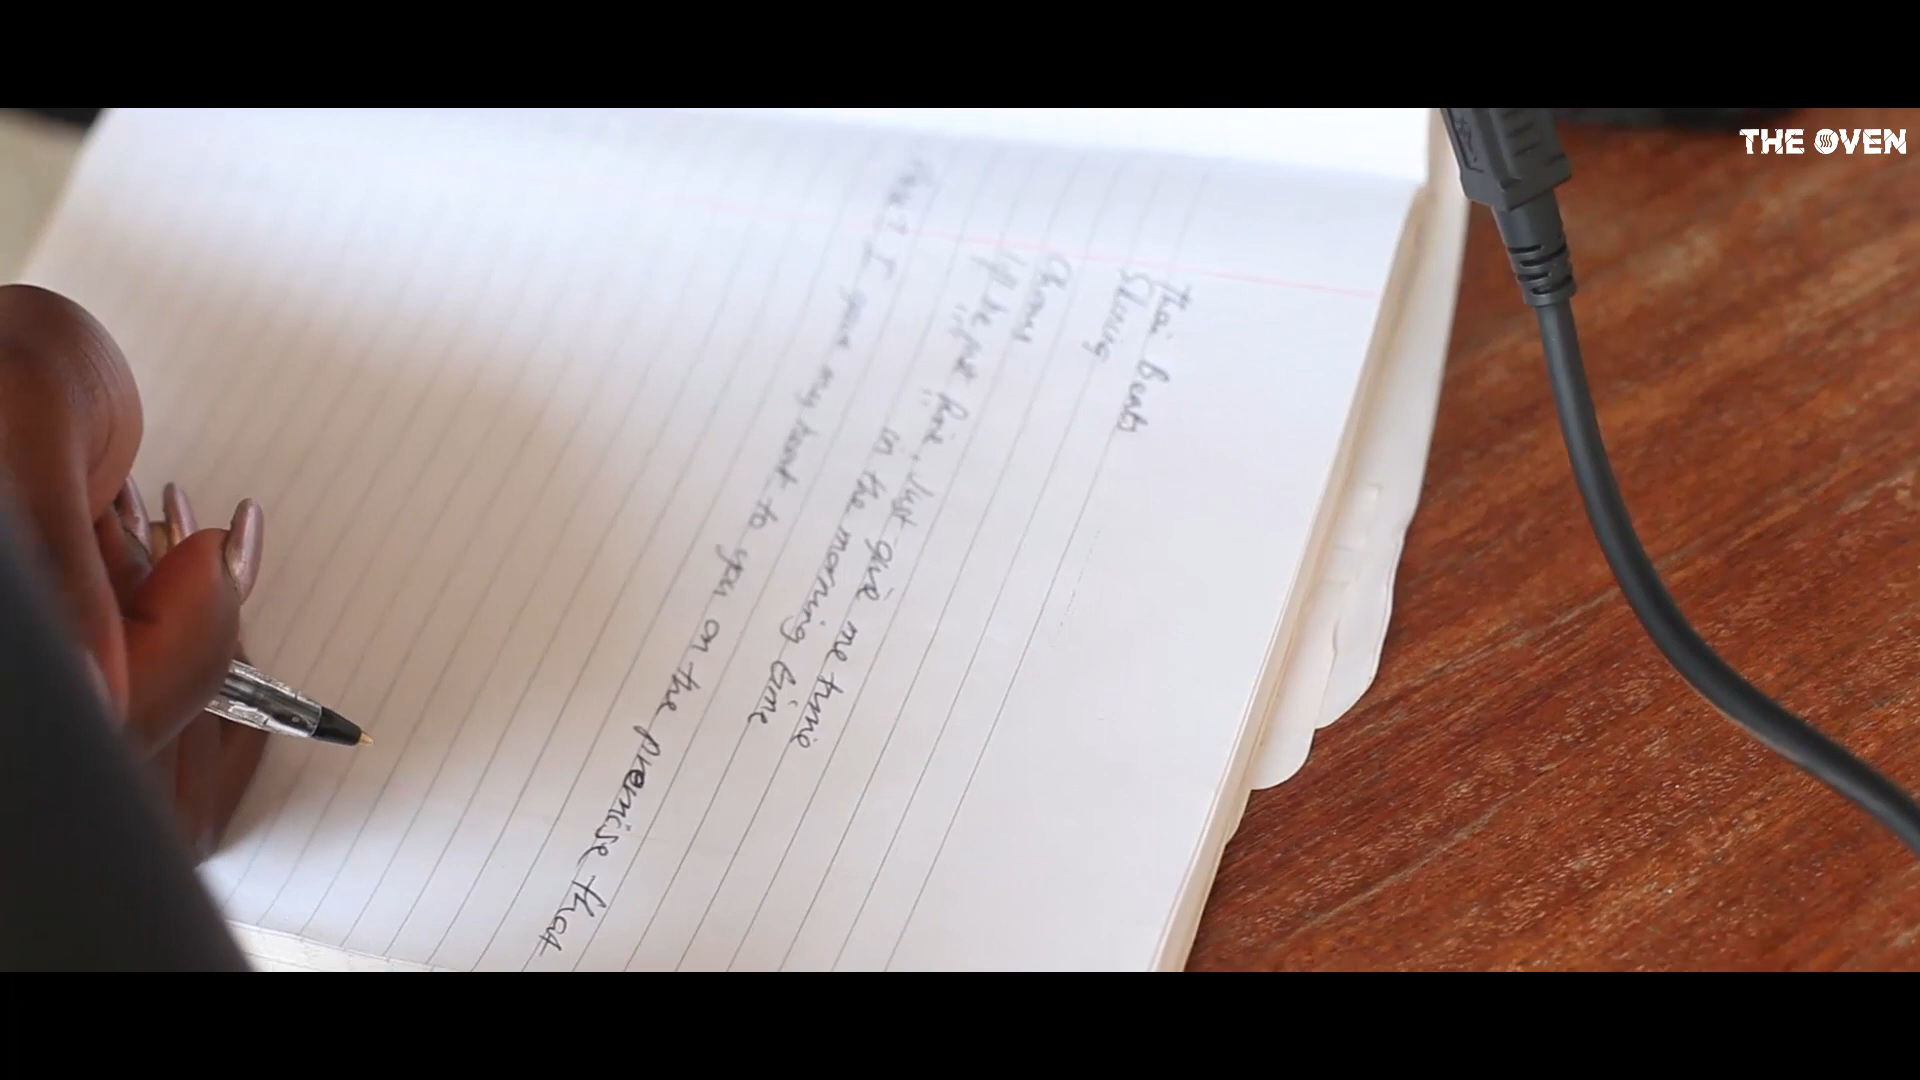 THE OVEN
Thai Beats
Chorus
just give me time
in the morning time
I give my heart to you on the premise that